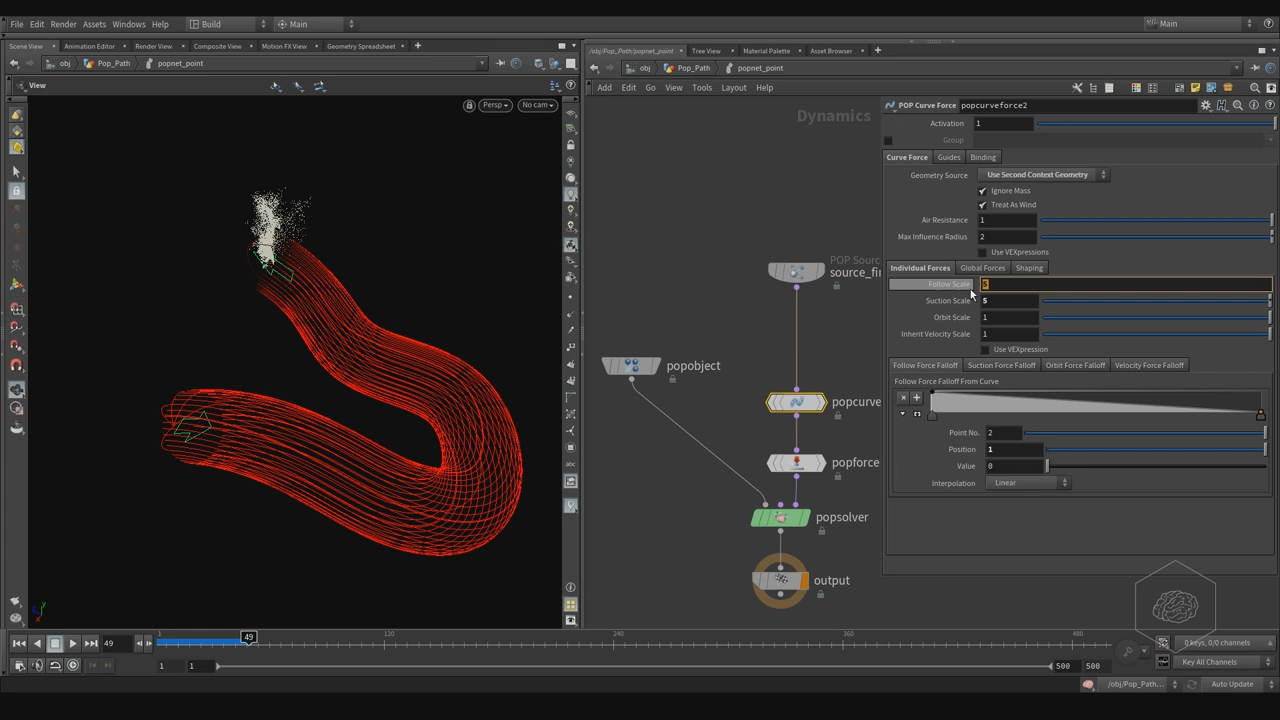 File Edit Render Assets Windows Help Build Main Main
Scene View Animation Editor Render View Composite View Motion FX View Geometry Spreadsheet
/obj/Pop_Path/popnet_point Tree View Material Palette Asset Browser
obj Pop_Path popnet_point
obj Pop_Path popnet_point
View
Add Edit Go View Tools Layout Help
Persp No cam
Dynamics
POP Curve Force popcurveforce2
Activation 1
Group
Curve Force Guides Binding
Geometry Source Use Second Context Geometry
Ignore Mass
Treat As Wind
Air Resistance 1
Max Influence Radius 2
Use VEXpressions
Individual Forces Global Forces Shaping
Follow Scale 5
Suction Scale 5
Orbit Scale 1
Inherit Velocity Scale 1
Use VEXpression
Follow Force Falloff Suction Force Falloff Orbit Force Falloff Velocity Force Falloff
Follow Force Falloff From Curve
Point No. 2
Position 1
Value 0
Interpolation Linear
POP Sourc
source_fi
popobject
popcurve
popforce
popsolver
output
49 1 49 120 240 360 480
1 1 500 500
0 keys, 0/0 channels
Key All Channels
/obj/Pop_Path... Auto Update